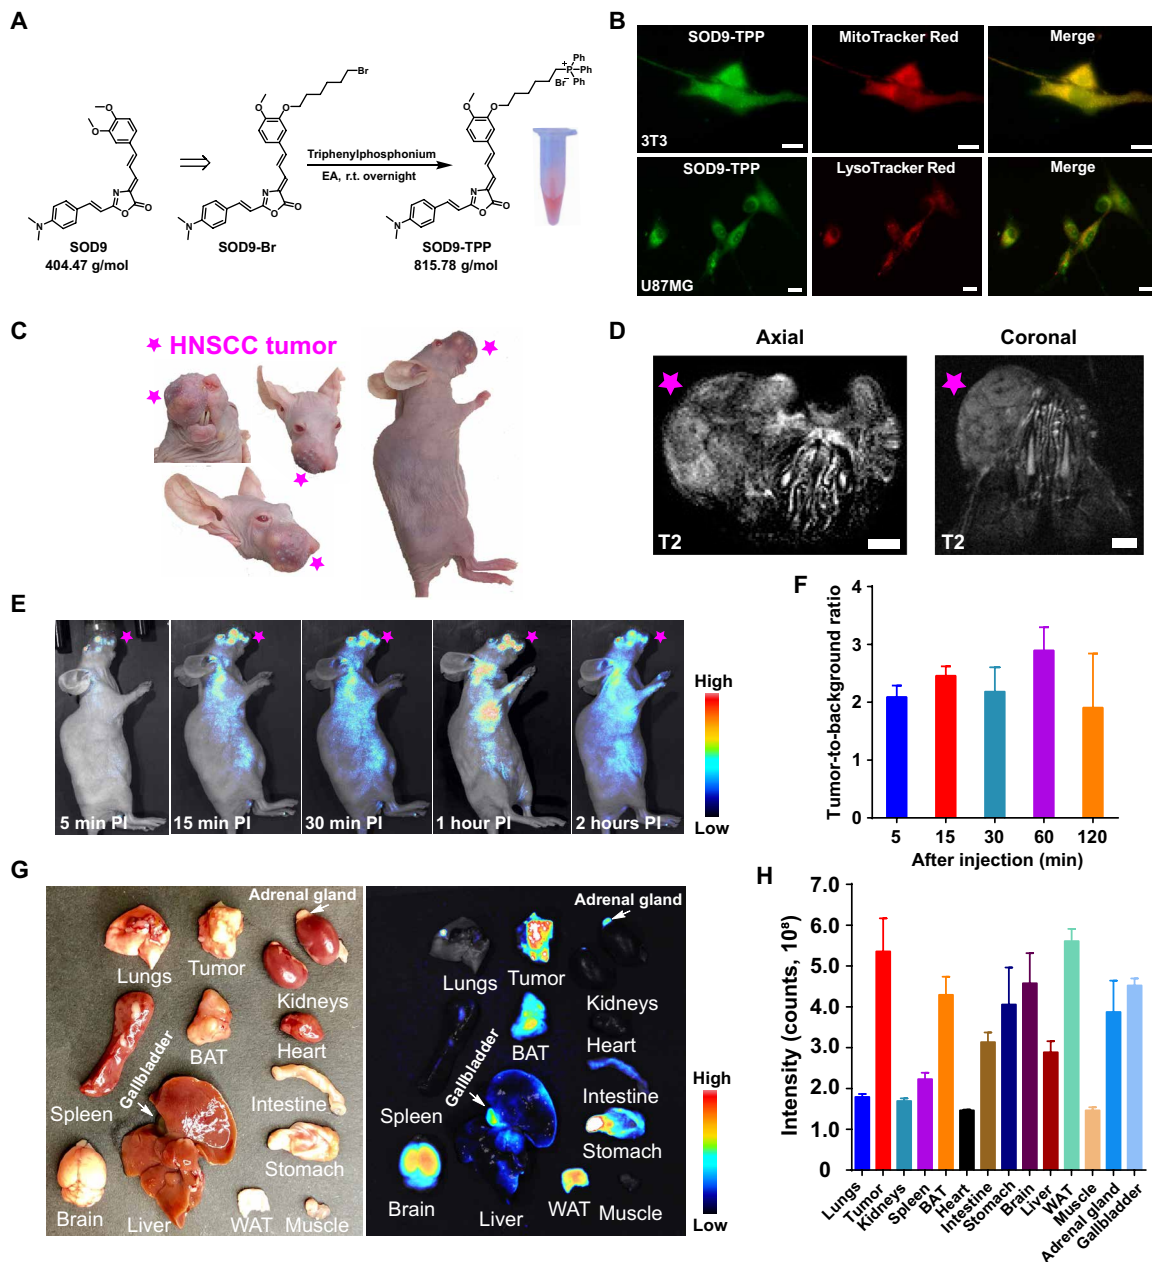 A
Br
O
O
N
O
O
N
SOD9
404.47 g/mol
Br
O
O
N
O
O
N
SOD9-Br
Triphenylphosphonium
EA, r.t. overnight
Ph
P
+
Ph
Br
−
Ph
O
O
N
O
O
N
SOD9-TPP
815.78 g/mol
B
SOD9-TPP
MitoTracker Red
Merge
3T3
SOD9-TPP
LysoTracker Red
Merge
U87MG
C
HNSCC tumor
D
Axial
Coronal
T2
T2
E
5 min PI
15 min PI
30 min PI
1 hour PI
2 hours PI
High
Low
F
Tumor-to-background ratio
4
3
2
1
0
5 15 30 60 120
After injection (min)
G
Adrenal gland
Lungs
Tumor
Kidneys
BAT
Heart
Gallbladder
Spleen
Intestine
Stomach
Brain
Liver
WAT
Muscle
Adrenal gland
Lungs
Tumor
Kidneys
BAT
Heart
Gallbladder
Spleen
Intestine
Stomach
Brain
Liver
WAT
Muscle
High
Low
H
Intensity (counts, 10⁸)
7.0
6.0
5.0
4.0
3.0
2.0
1.0
0
Lungs
Tumor
Kidneys
Spleen
BAT
Heart
Intestine
Stomach
Brain
Liver
WAT
Muscle
Adrenal gland
Gallbladder